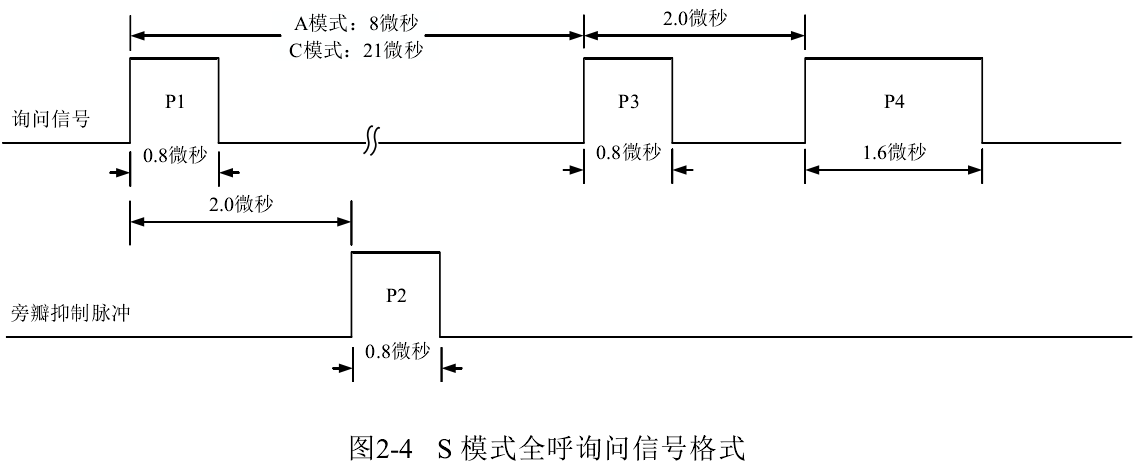 A模式：8微秒
C模式：21微秒
2.0微秒
询问信号
P1
P3
P4
0.8微秒
0.8微秒
1.6微秒
2.0微秒
旁瓣抑制脉冲
P2
0.8微秒
图2-4 S 模式全呼询问信号格式